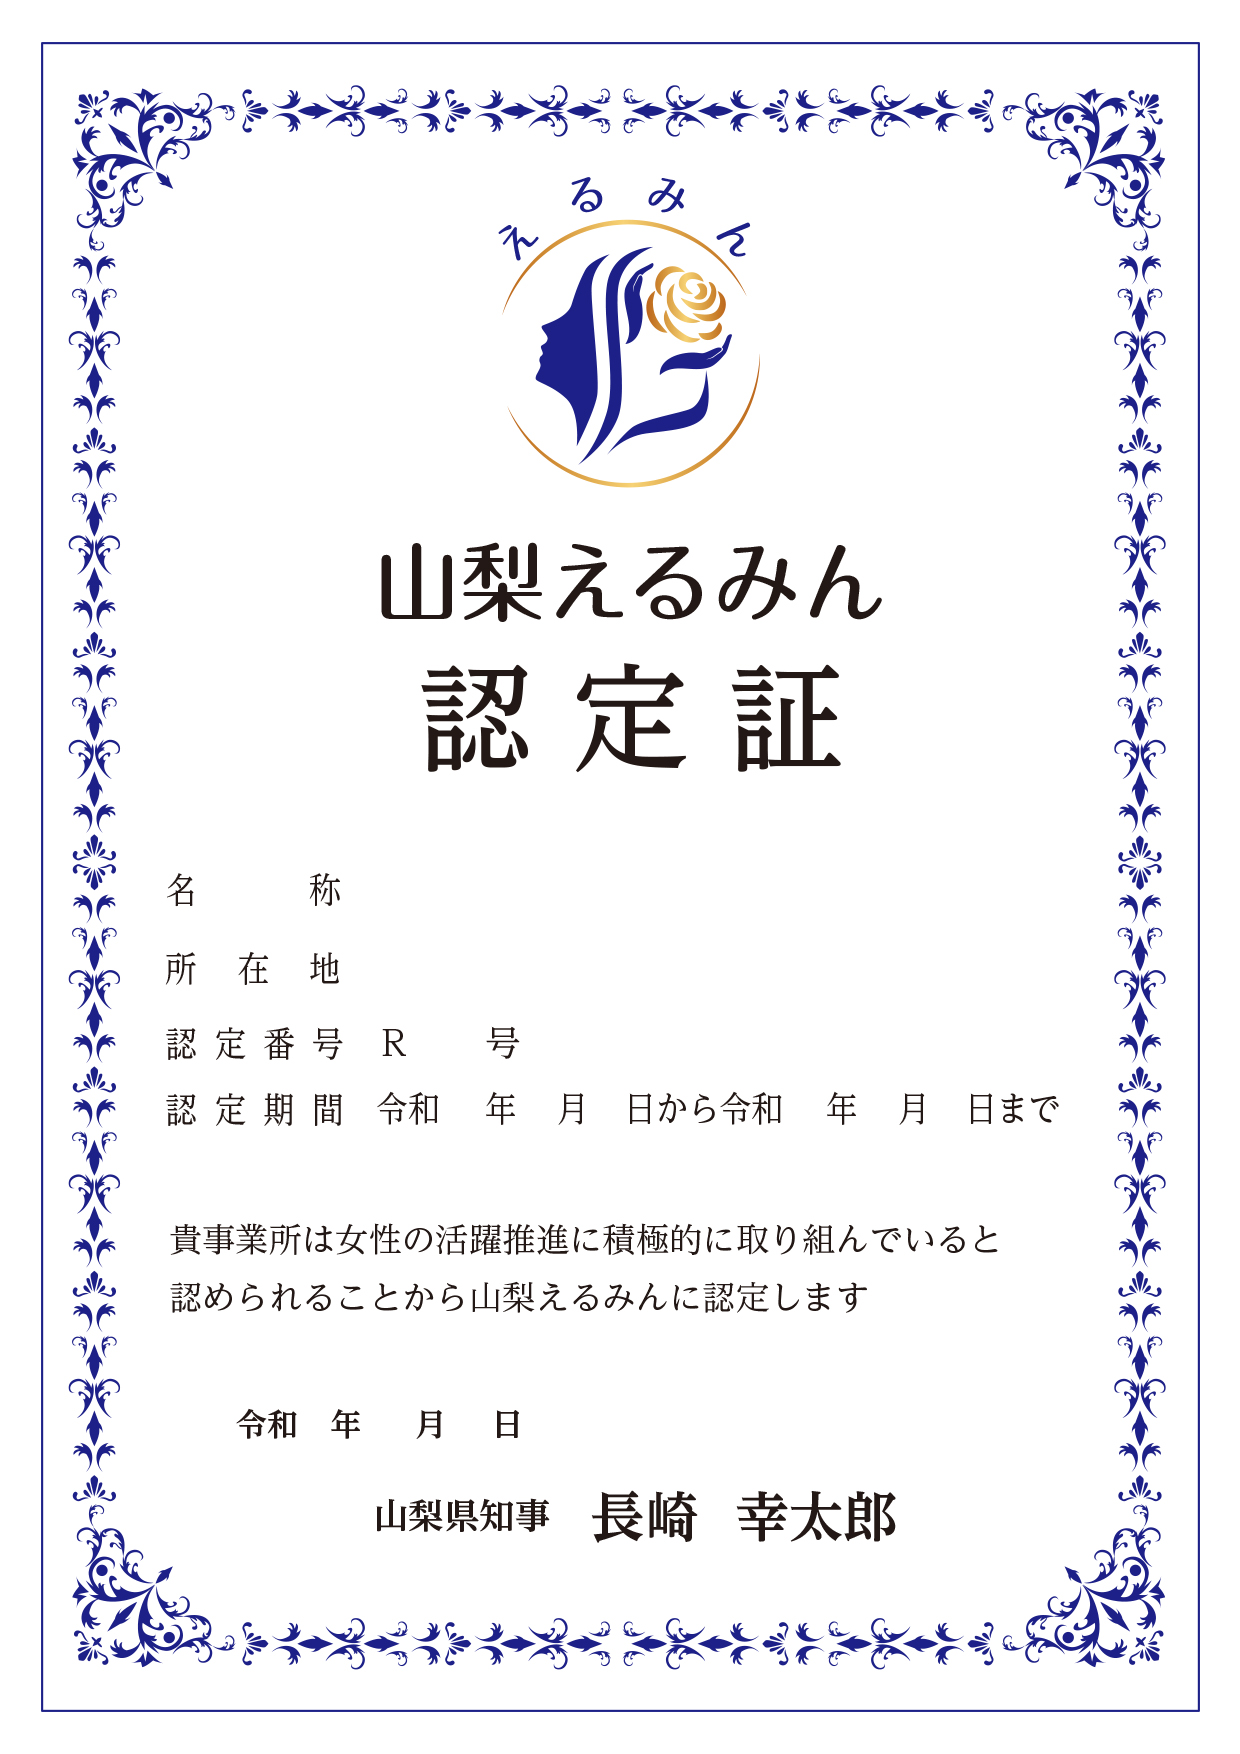 えるみん
山梨えるみん
認定証
名　　　称
所　在　地
認定番号　R　　号
認定期間　令和　年　月　日から令和　年　月　日まで
貴事業所は女性の活躍推進に積極的に取り組んでいると
認められることから山梨えるみんに認定します
令和　年　月　日
山梨県知事　長崎　幸太郎